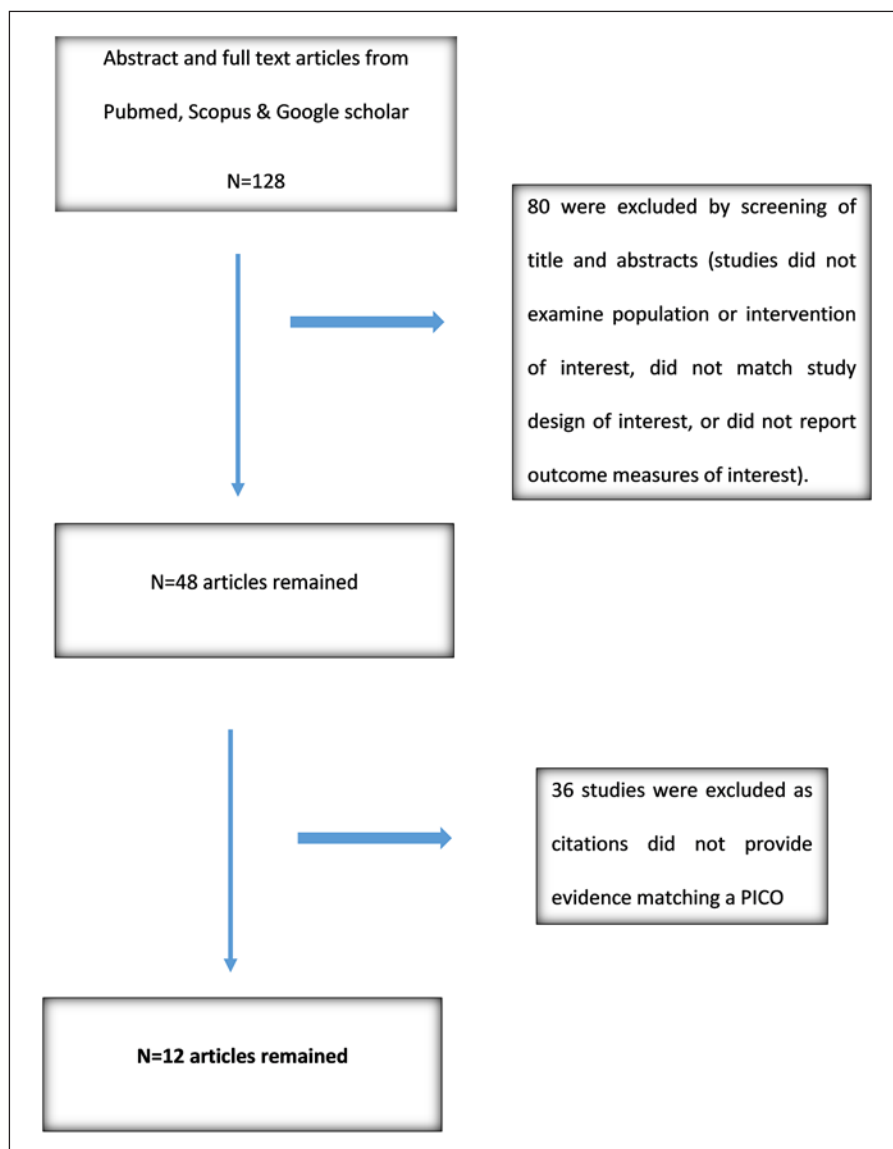 Abstract and full text articles from
Pubmed, Scopus & Google scholar
N=128
80 were excluded by screening of
title and abstracts (studies did not
examine population or intervention
of interest, did not match study
design of interest, or did not report
outcome measures of interest).
N=48 articles remained
36 studies were excluded as
citations did not provide
evidence matching a PICO
N=12 articles remained